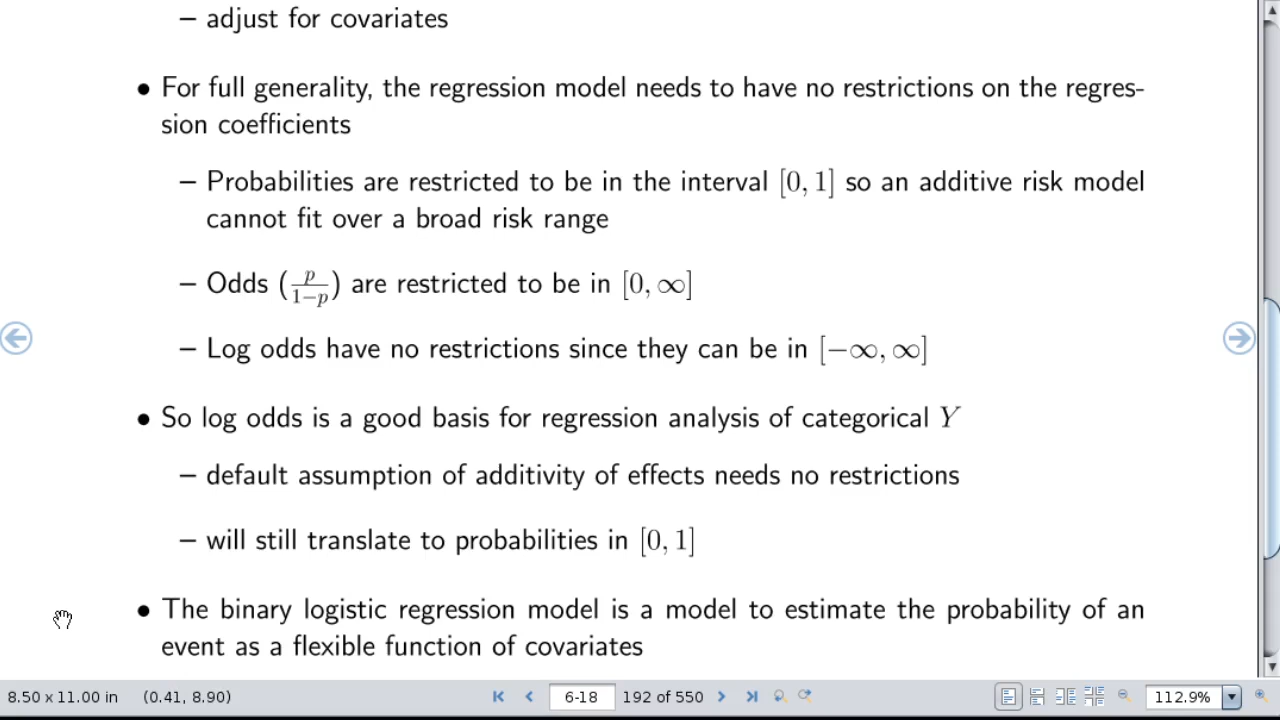 – adjust for covariates
• For full generality, the regression model needs to have no restrictions on the regres-
sion coefficients
– Probabilities are restricted to be in the interval [0, 1] so an additive risk model
cannot fit over a broad risk range
– Odds (p/1−p) are restricted to be in [0, ∞]
– Log odds have no restrictions since they can be in [−∞, ∞]
• So log odds is a good basis for regression analysis of categorical Y
– default assumption of additivity of effects needs no restrictions
– will still translate to probabilities in [0, 1]
• The binary logistic regression model is a model to estimate the probability of an
event as a flexible function of covariates
8.50 x 11.00 in (0.41, 8.90) 6-18 192 of 550 112.9%